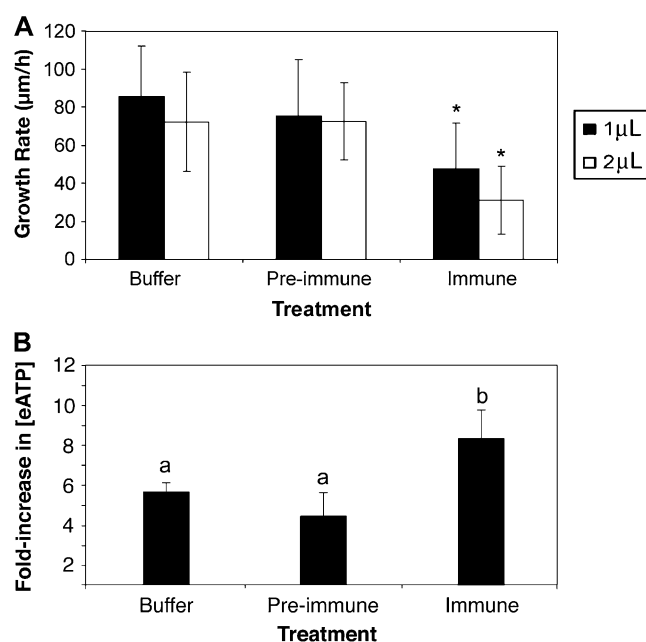 A
Growth Rate (µm/h)
120
100
80
60
40
20
0
* *
1µL
2µL
Buffer Pre-immune Immune
Treatment
B
Fold-increase in [eATP]
12
10
8
6
4
2
a a b
Buffer Pre-immune Immune
Treatment